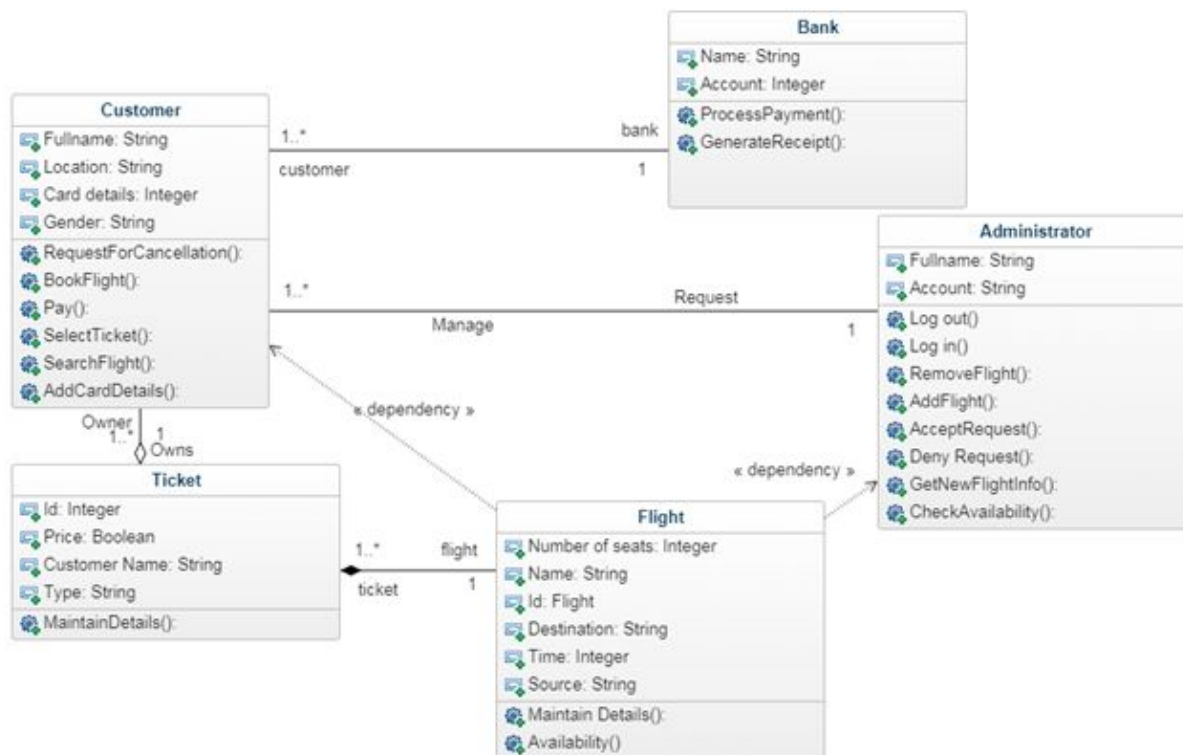 Bank
Name: String
Account: Integer
ProcessPayment():
GenerateReceipt():
Customer
Fullname: String
Location: String
Card details: Integer
Gender: String
RequestForCancellation():
BookFlight():
Pay():
SelectTicket():
SearchFlight():
AddCardDetails():
1..*
customer
bank
1
Administrator
Fullname: String
Account: String
Log out()
Log in()
RemoveFlight():
AddFlight():
AcceptRequest():
Deny Request():
GetNewFlightInfo():
CheckAvailability():
1..*
Manage
Request
1
« dependency »
« dependency »
Owner
1..*
1
Owns
Ticket
Id: Integer
Price: Boolean
Customer Name: String
Type: String
MaintainDetails():
1..*
ticket
flight
1
Flight
Number of seats: Integer
Name: String
Id: Flight
Destination: String
Time: Integer
Source: String
Maintain Details():
Availability()